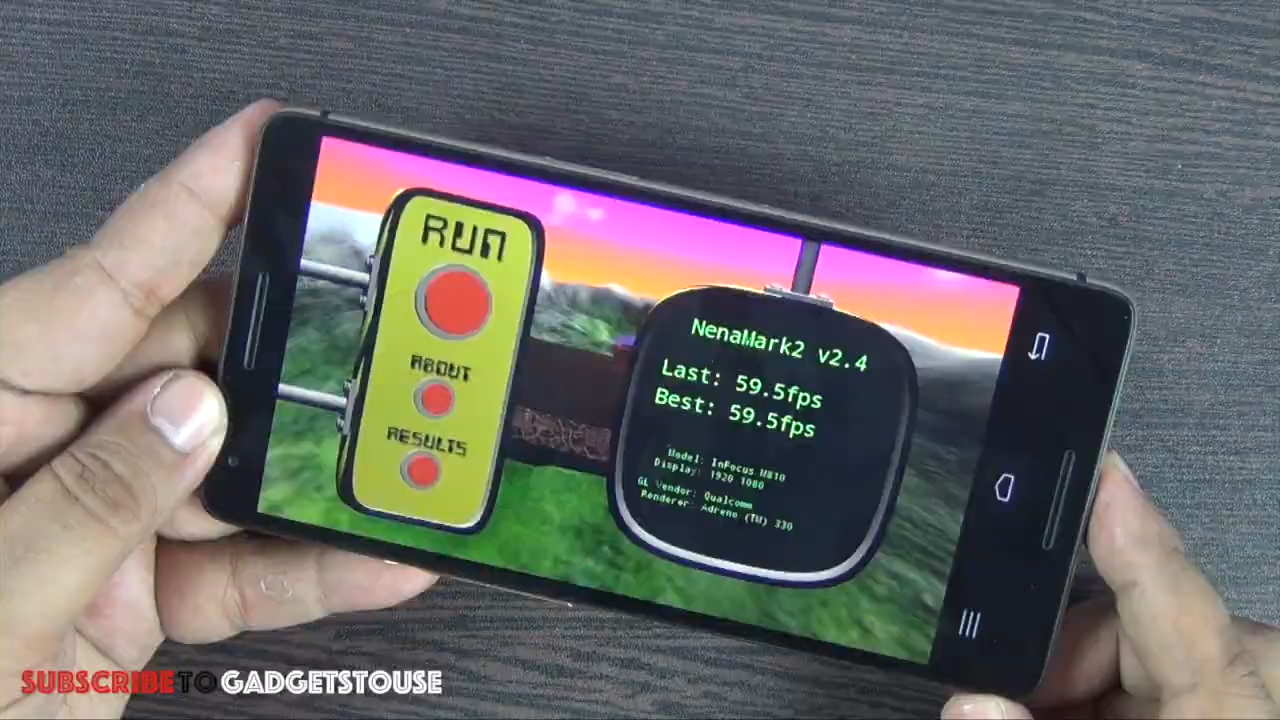 RUN
ABOUT
RESULTS
NenaMark2 v2.4
Last: 59.5fps
Best: 59.5fps
Model: InFocus M810
Display: 1920 1080
GL Vendor: Qualcomm
Renderer: Adreno (TM) 330
SUBSCRIBE TO GADGETSTOUSE